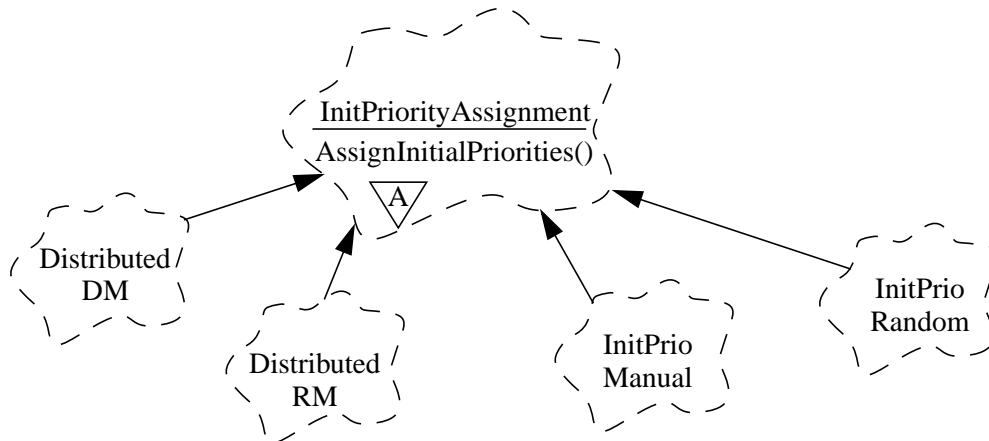 InitPriorityAssignment
AssignInitialPriorities()
A
Distributed
DM
Distributed
RM
InitPrio
Manual
InitPrio
Random